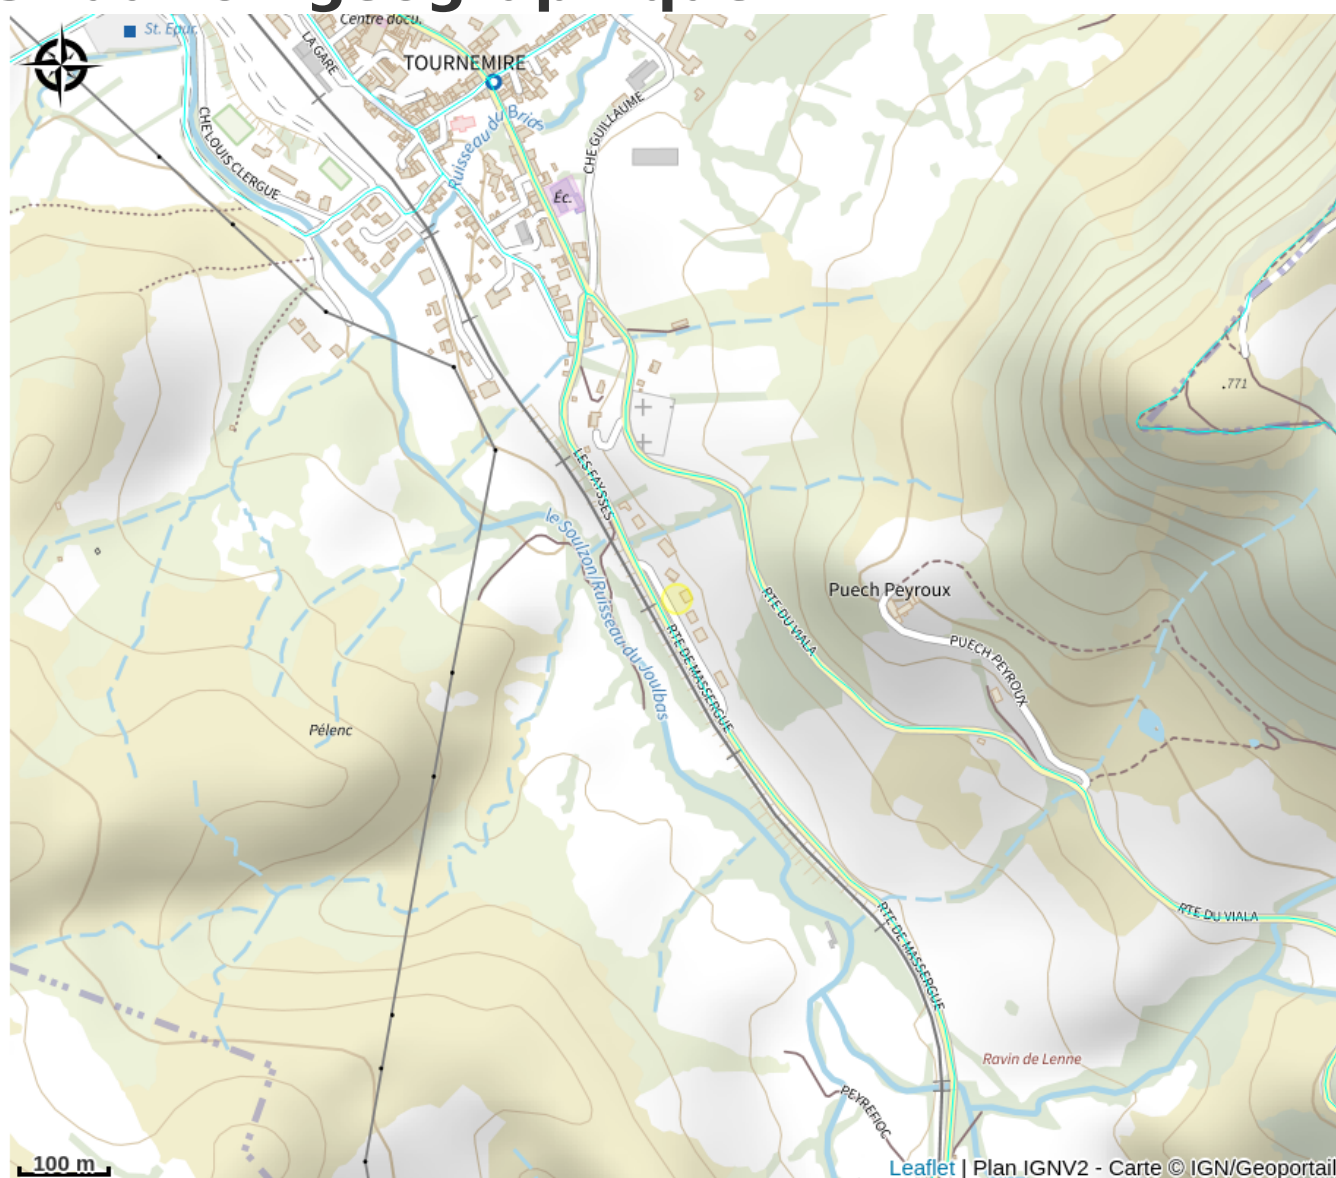 Centre docu.
St. Epur.
LA GARE
TOURNEMIRE
Ruisseau du Brias
CHE LOUIS CLERGUE
CHE GUILLAUME
Éc.
.771
LES FAYSSES
le Soulzon/Ruisseau du Joulbas
Puech Peyroux
RTE DU VIALA
PUECH PEYROUX
RTE DE MASSERGUE
Pélenc
RTE DU VIALA
RTE DE MASSERGUE
Ravin de Lenne
PEYREFIOC
100 m
Leaflet | Plan IGNV2 - Carte © IGN/Geoportail